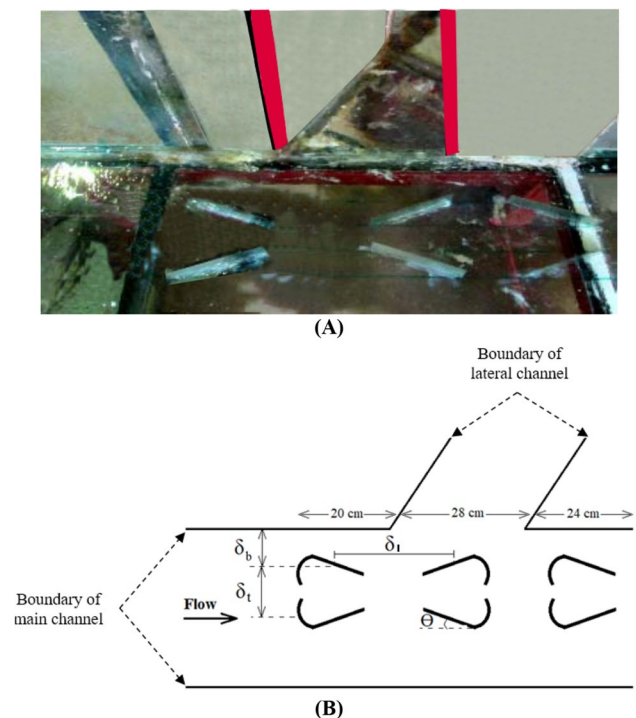 (A)
Boundary of
lateral channel
20 cm
28 cm
24 cm
δb
δl
δt
Boundary of
main channel
Flow
Θ
(B)